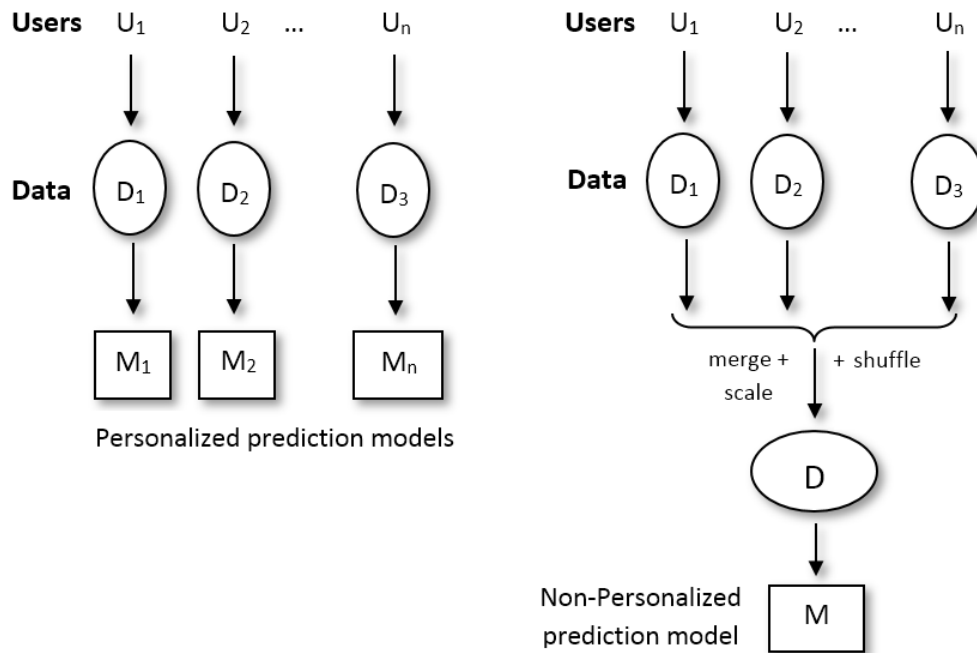 Users U₁ U₂ ... Uₙ
Data D₁ D₂ D₃
M₁ M₂ Mₙ
Personalized prediction models
Users U₁ U₂ ... Uₙ
Data D₁ D₂ D₃
merge + + shuffle
scale
D
Non-Personalized
prediction model
M